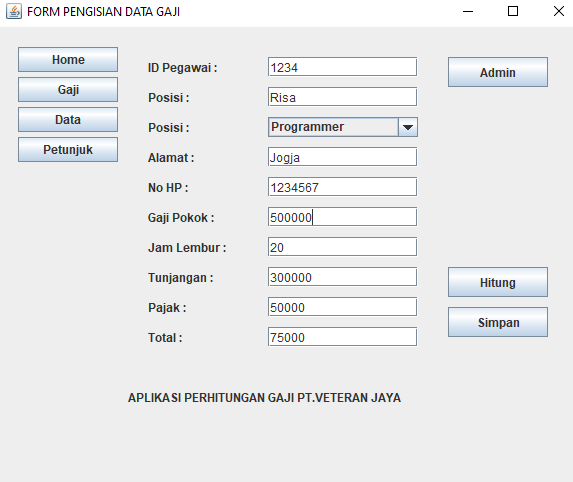 FORM PENGISIAN DATA GAJI
Home
Gaji
Data
Petunjuk
ID Pegawai : 1234
Posisi : Risa
Posisi : Programmer
Alamat : Jogja
No HP : 1234567
Gaji Pokok : 500000
Jam Lembur : 20
Tunjangan : 300000
Pajak : 50000
Total : 75000
Admin
Hitung
Simpan
APLIKASI PERHITUNGAN GAJI PT.VETERAN JAYA